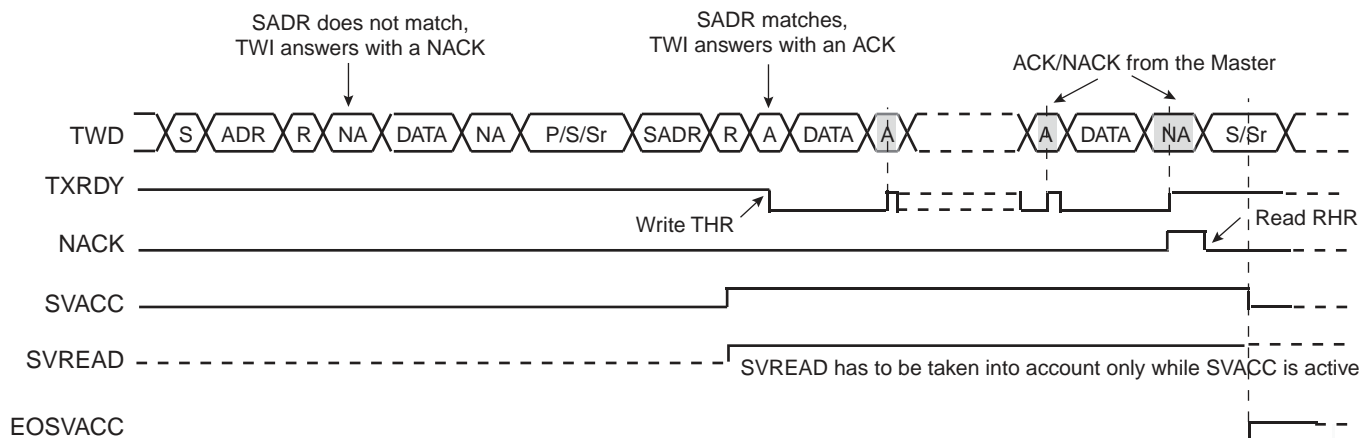 SADR does not match,
TWI answers with a NACK
SADR matches,
TWI answers with an ACK
ACK/NACK from the Master
TWD S ADR R NA DATA NA P/S/Sr SADR R A DATA A A DATA NA S/Sr
TXRDY
Write THR
Read RHR
NACK
SVACC
SVREAD
SVREAD has to be taken into account only while SVACC is active
EOSVACC